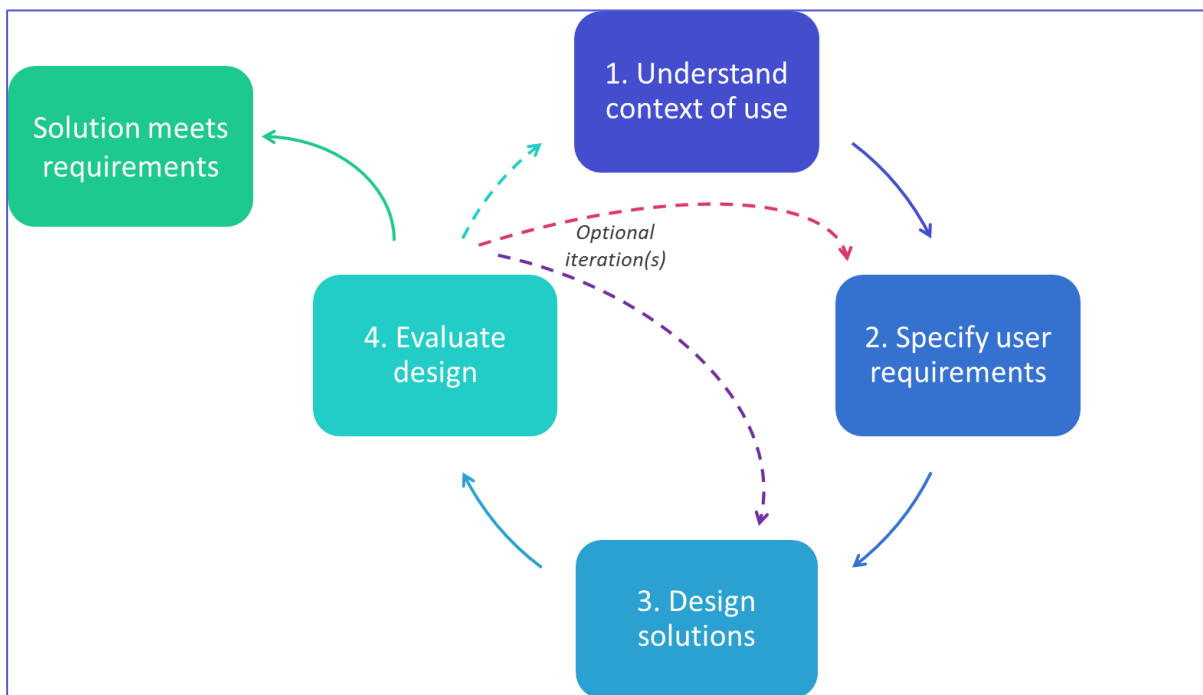 1. Understand
context of use
Solution meets
requirements
Optional
iteration(s)
4. Evaluate
design
2. Specify user
requirements
3. Design
solutions